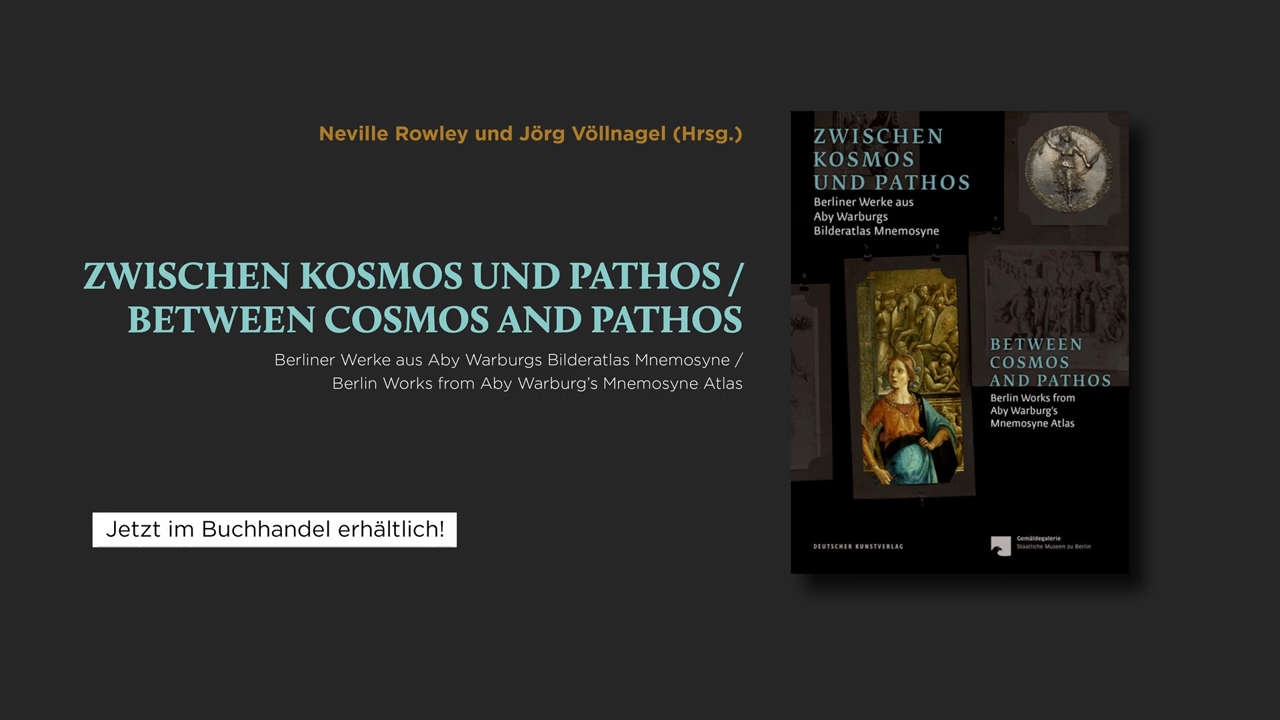 Neville Rowley und Jörg Völlnagel (Hrsg.)
ZWISCHEN KOSMOS UND PATHOS /
BETWEEN COSMOS AND PATHOS
Berliner Werke aus Aby Warburgs Bilderatlas Mnemosyne /
Berlin Works from Aby Warburg’s Mnemosyne Atlas
Jetzt im Buchhandel erhältlich!
ZWISCHEN
KOSMOS
UND PATHOS
Berliner Werke aus
Aby Warburgs
Bilderatlas Mnemosyne
BETWEEN
COSMOS
AND PATHOS
Berlin Works from
Aby Warburg’s
Mnemosyne Atlas
DEUTSCHER KUNSTVERLAG
Gemäldegalerie
Staatliche Museen zu Berlin